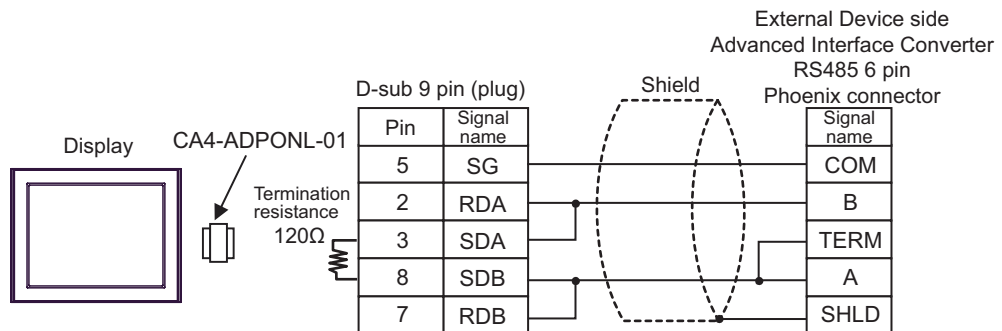 External Device side
Advanced Interface Converter
RS485 6 pin
Phoenix connector
Shield
D-sub 9 pin (plug)
Display
CA4-ADPONL-01
Termination
resistance
120Ω
Pin Signal name
5 SG
2 RDA
3 SDA
8 SDB
7 RDB
Signal name
COM
B
TERM
A
SHLD